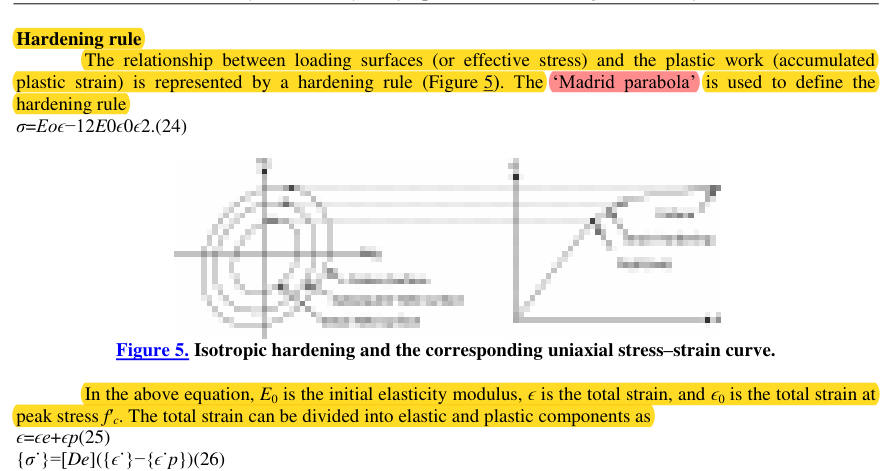 Hardening rule
The relationship between loading surfaces (or effective stress) and the plastic work (accumulated
plastic strain) is represented by a hardening rule (Figure 5). The ‘Madrid parabola’ is used to define the
hardening rule
σ=Eoϵ−12E0ϵ0ϵ2.(24)
Figure 5. Isotropic hardening and the corresponding uniaxial stress–strain curve.
In the above equation, E0 is the initial elasticity modulus, ϵ is the total strain, and ϵ0 is the total strain at
peak stress f′c. The total strain can be divided into elastic and plastic components as
ϵ=ϵe+ϵp(25)
{σ˙}=[De]({ϵ˙}−{ϵ˙p})(26)